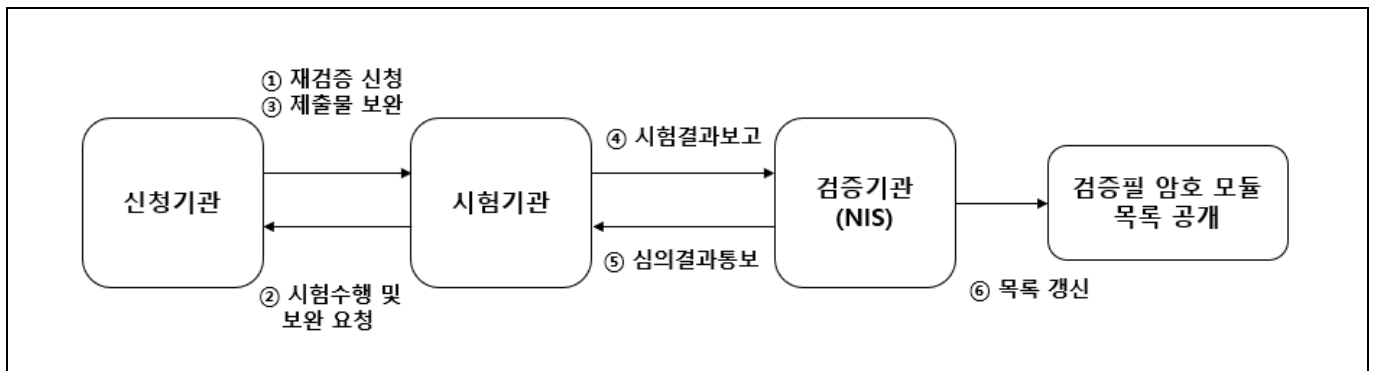 ① 재검증 신청
③ 제출물 보완
④ 시험결과보고
신청기관
시험기관
검증기관
(NIS)
검증필 암호 모듈
목록 공개
② 시험수행 및
보완 요청
⑤ 심의결과통보
⑥ 목록 갱신